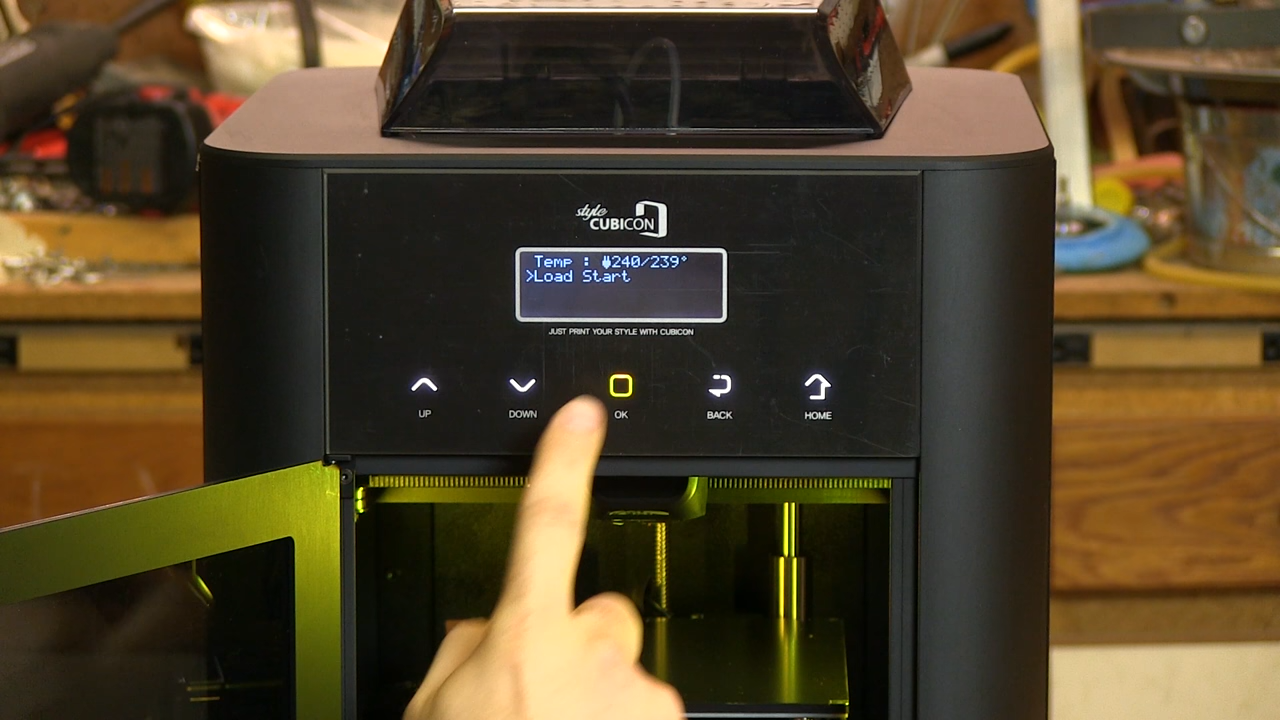 style
CUBICON
Temp : 240/239°
>Load Start
JUST PRINT YOUR STYLE WITH CUBICON
UP DOWN OK BACK HOME